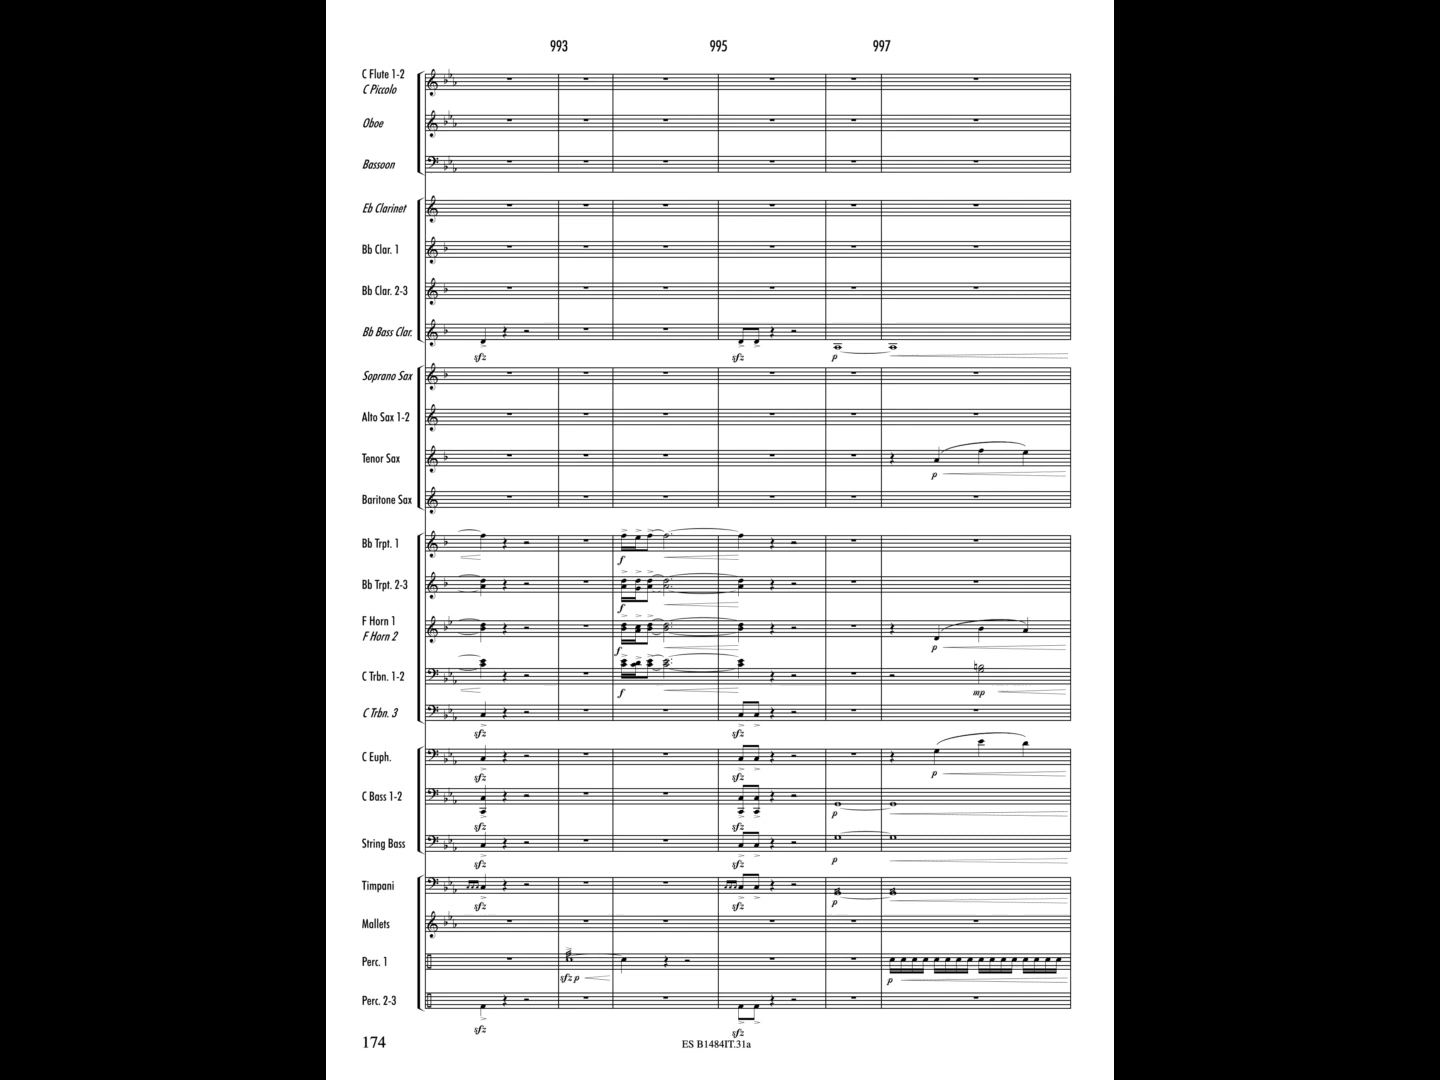 993 995 997
C Flute 1-2
C Piccolo
Oboe
Bassoon
Eb Clarinet
Bb Clar. 1
Bb Clar. 2-3
Bb Bass Clar.
sfz sfz p
Soprano Sax
Alto Sax 1-2
Tenor Sax
p
Baritone Sax
Bb Trpt. 1
f
Bb Trpt. 2-3
f
F Horn 1
F Horn 2
f p
C Trbn. 1-2
f mp
C Trbn. 3
sfz sfz
C Euph.
sfz sfz p
C Bass 1-2
sfz sfz p
String Bass
sfz sfz p
Timpani
sfz sfz p
Mallets
Perc. 1
sfz p p
Perc. 2-3
sfz sfz
174 ES B1484IT.31a